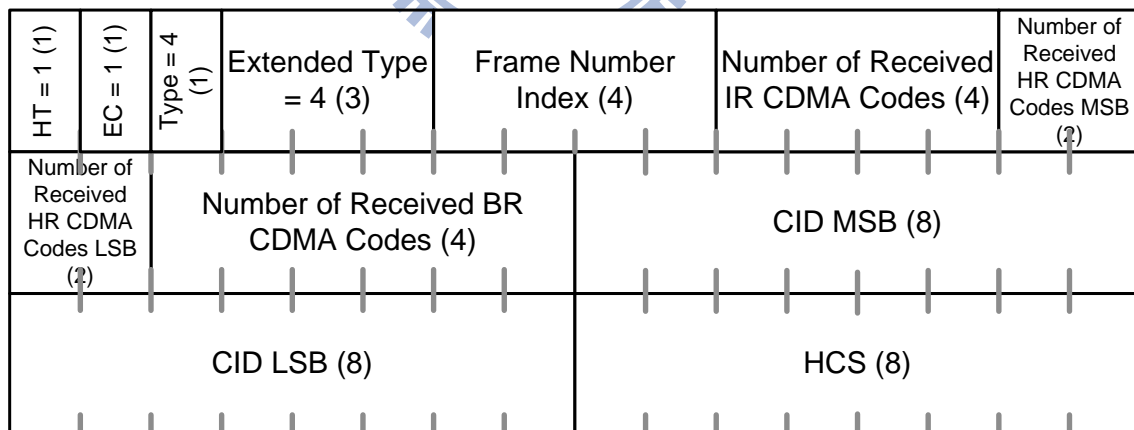 HT = 1 (1)
EC = 1 (1)
Type = 4
(1)
Extended Type
= 4 (3)
Frame Number
Index (4)
Number of Received
IR CDMA Codes (4)
Number of
Received
HR CDMA
Codes MSB
(2)
Number of
Received
HR CDMA
Codes LSB
(2)
Number of Received BR
CDMA Codes (4)
CID MSB (8)
CID LSB (8)
HCS (8)